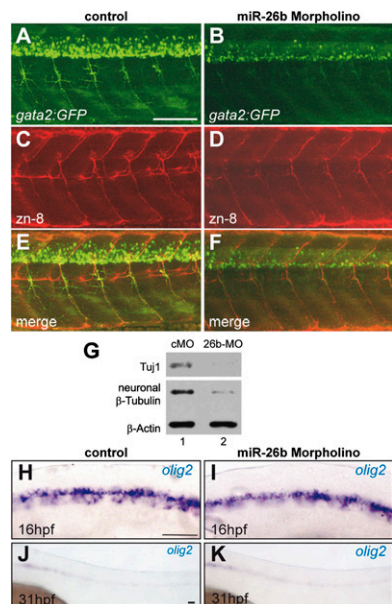 control miR-26b Morpholino
A B
gata2:GFP gata2:GFP
C D
zn-8 zn-8
E F
merge merge
G cMO 26b-MO
Tuj1
neuronal
β-Tubulin
β-Actin
1 2
control miR-26b Morpholino
H olig2 I olig2
16hpf 16hpf
J olig2 K olig2
31hpf 31hpf